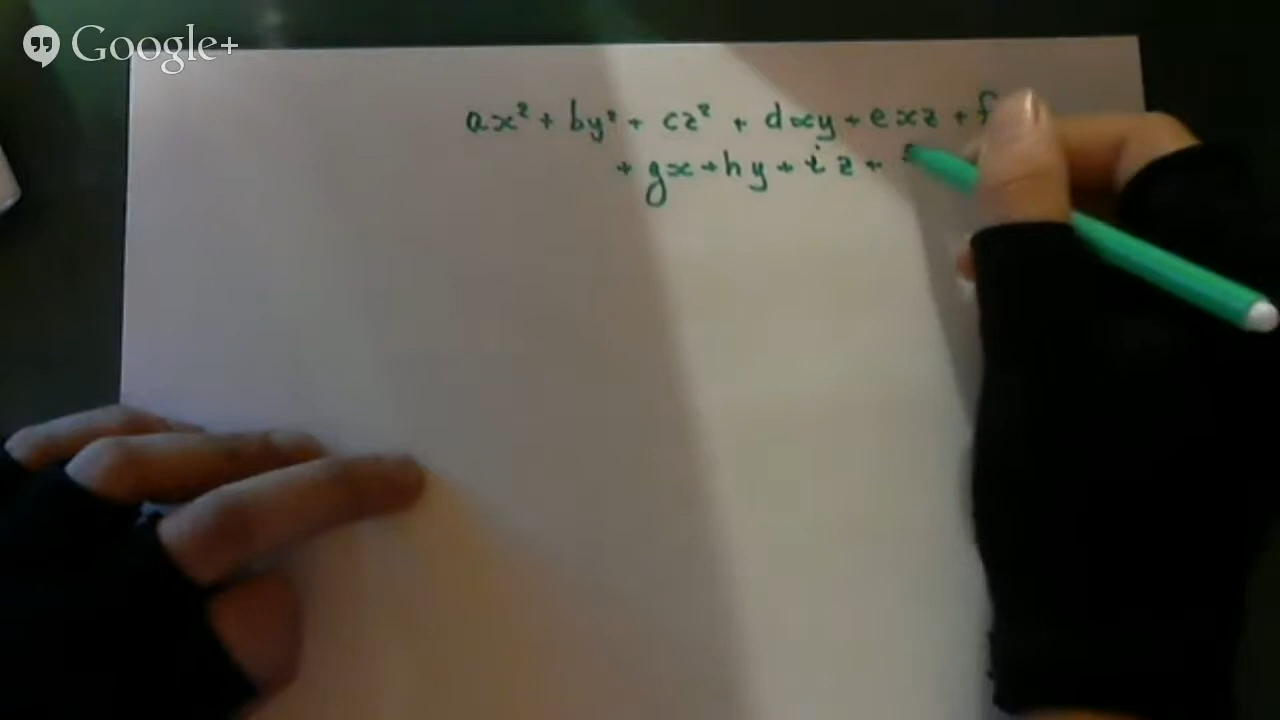 Google+
ax² + by² + cz² + dxy + exz + f
+ gx + hy + iz +